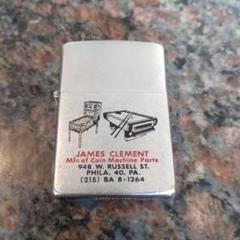 JAMES CLEMENT
Mfr. of Coin Machine Parts
948 W. RUSSELL ST.
PHILA. 40, PA.
(215) BA 8-1264